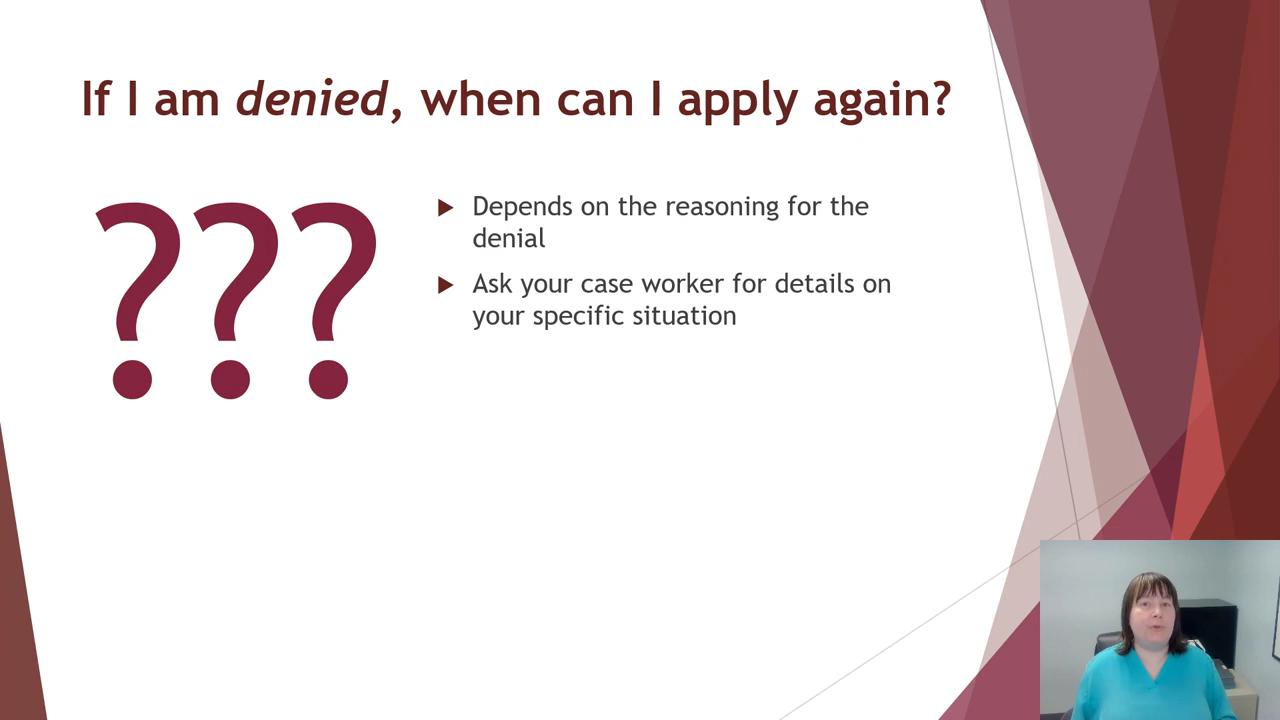 If I am denied, when can I apply again?
???
Depends on the reasoning for the
denial
Ask your case worker for details on
your specific situation